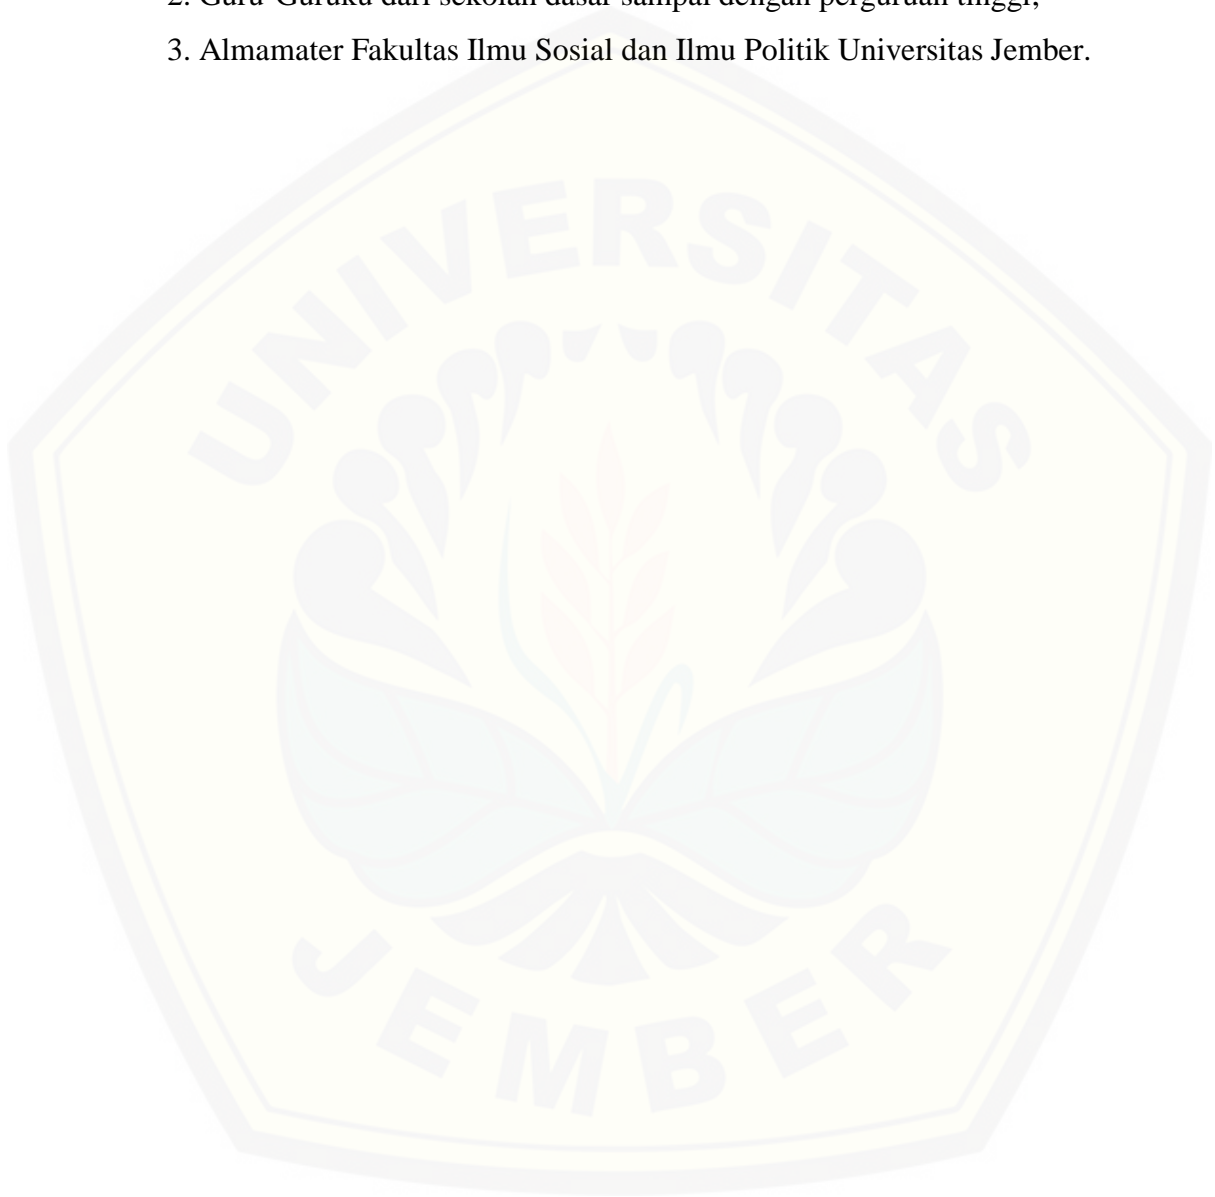 2. Guru-Guruku dari sekolah dasar sampai dengan perguruan tinggi;
3. Almamater Fakultas Ilmu Sosial dan Ilmu Politik Universitas Jember.
UNIVERSITAS
JEMBER